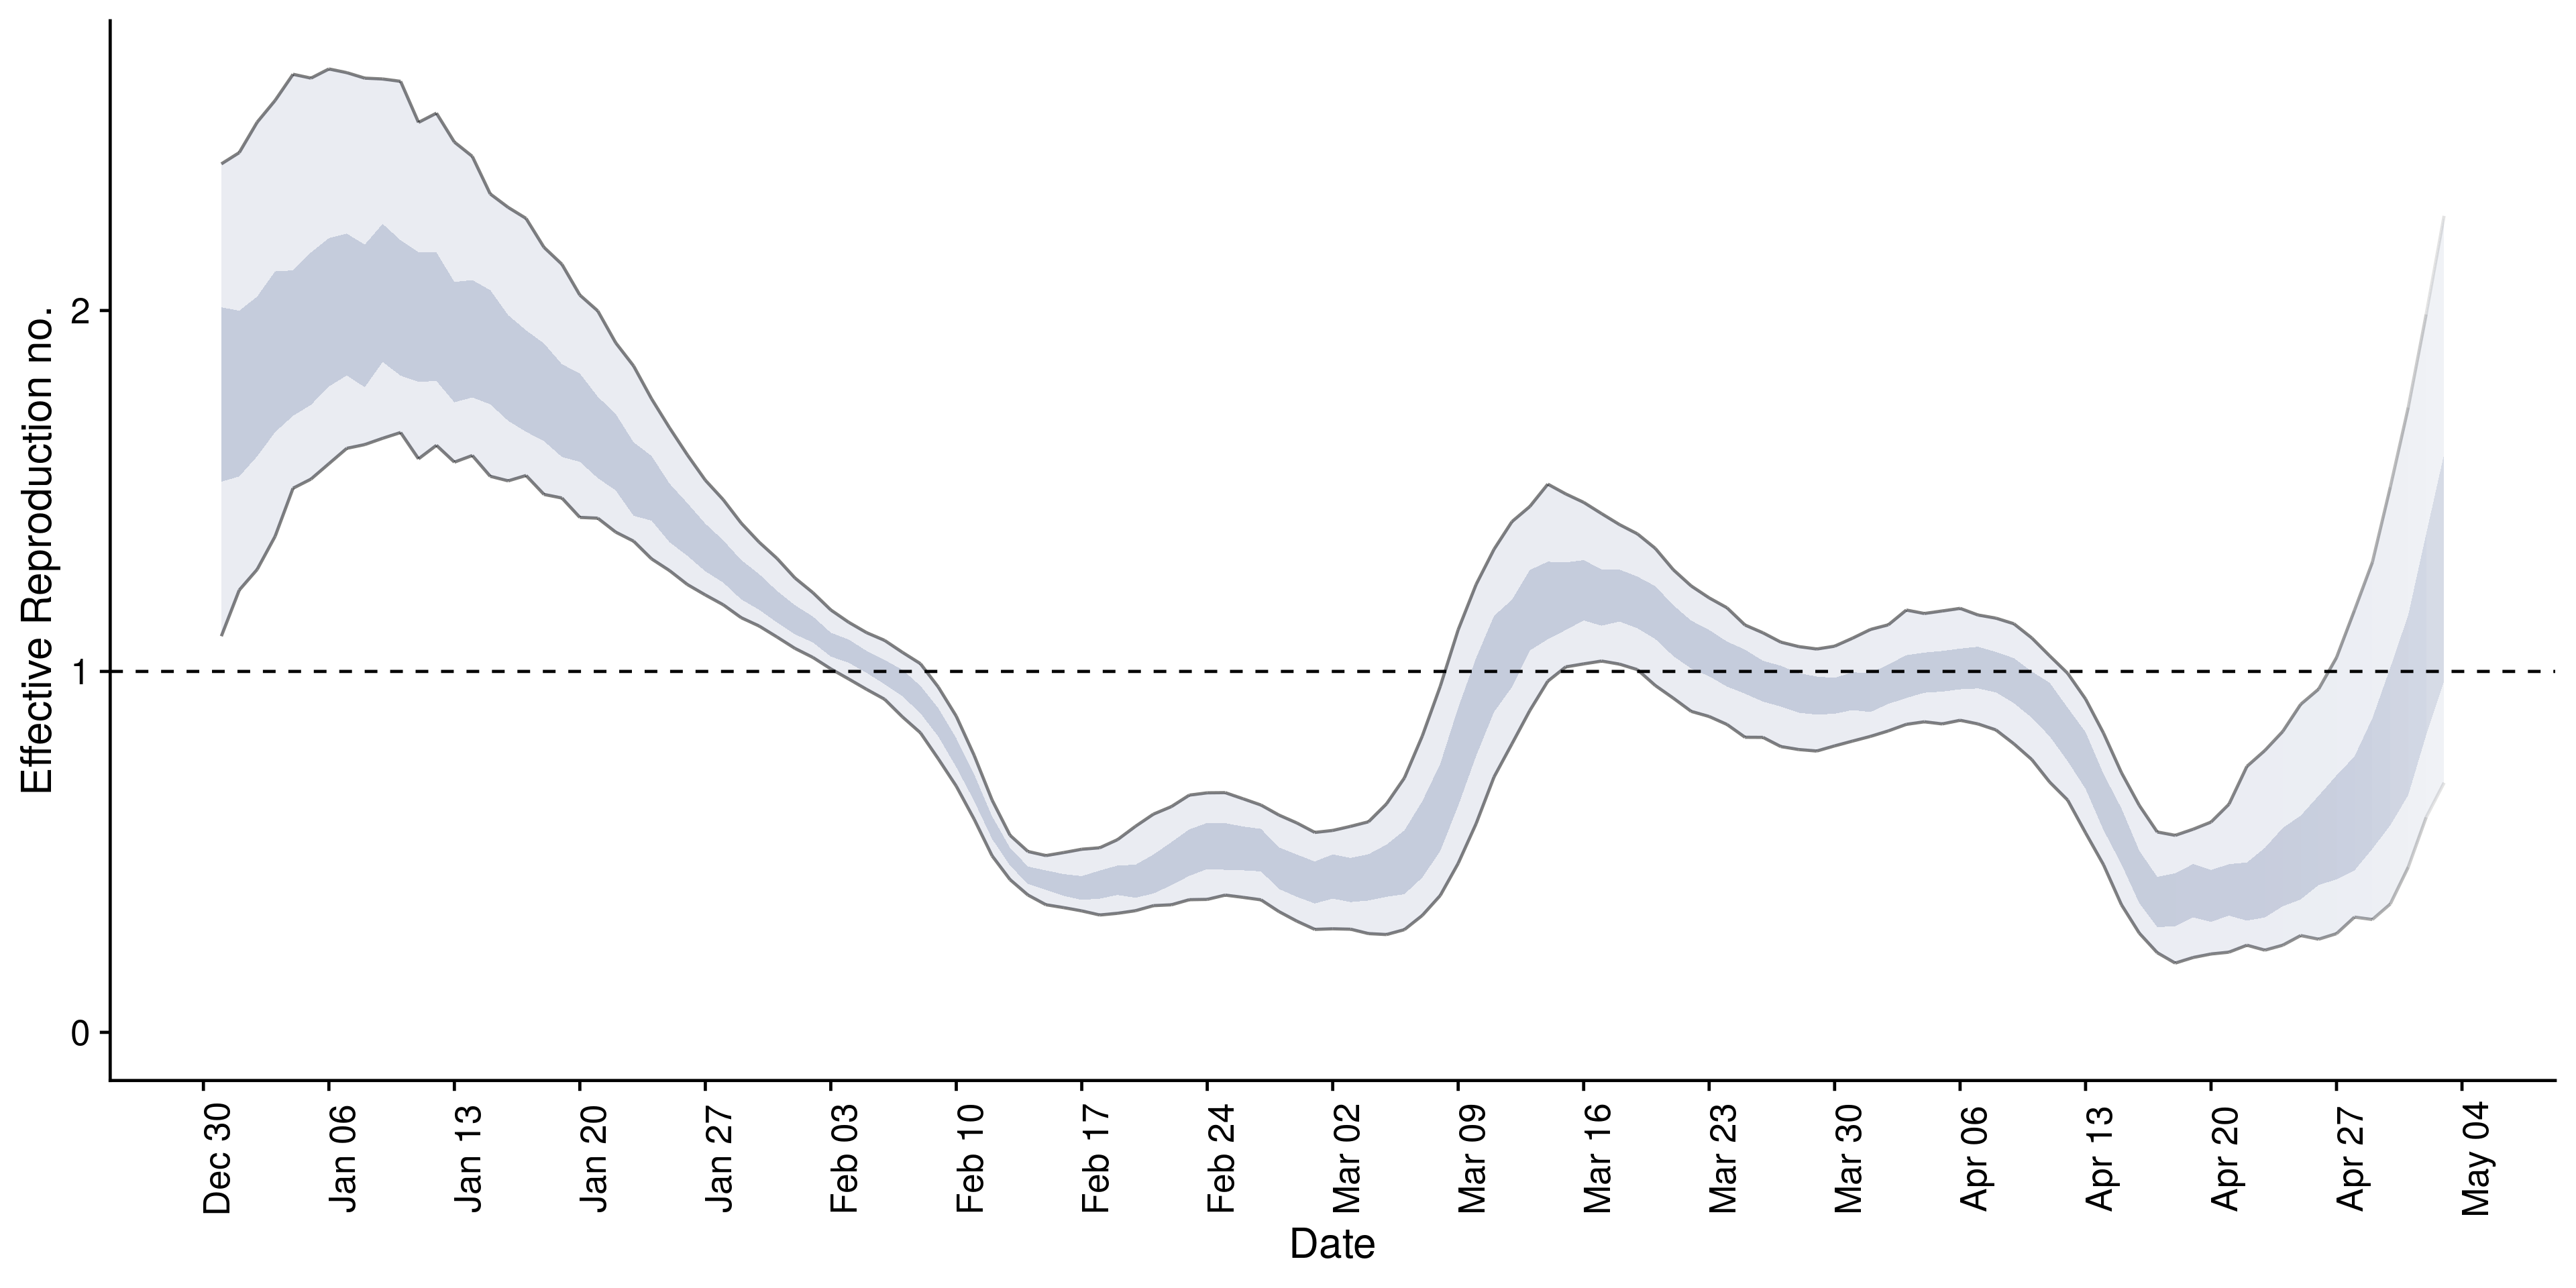 Effective Reproduction no.
2
1
0
Dec 30
Jan 06
Jan 13
Jan 20
Jan 27
Feb 03
Feb 10
Feb 17
Feb 24
Mar 02
Mar 09
Mar 16
Mar 23
Mar 30
Apr 06
Apr 13
Apr 20
Apr 27
May 04
Date